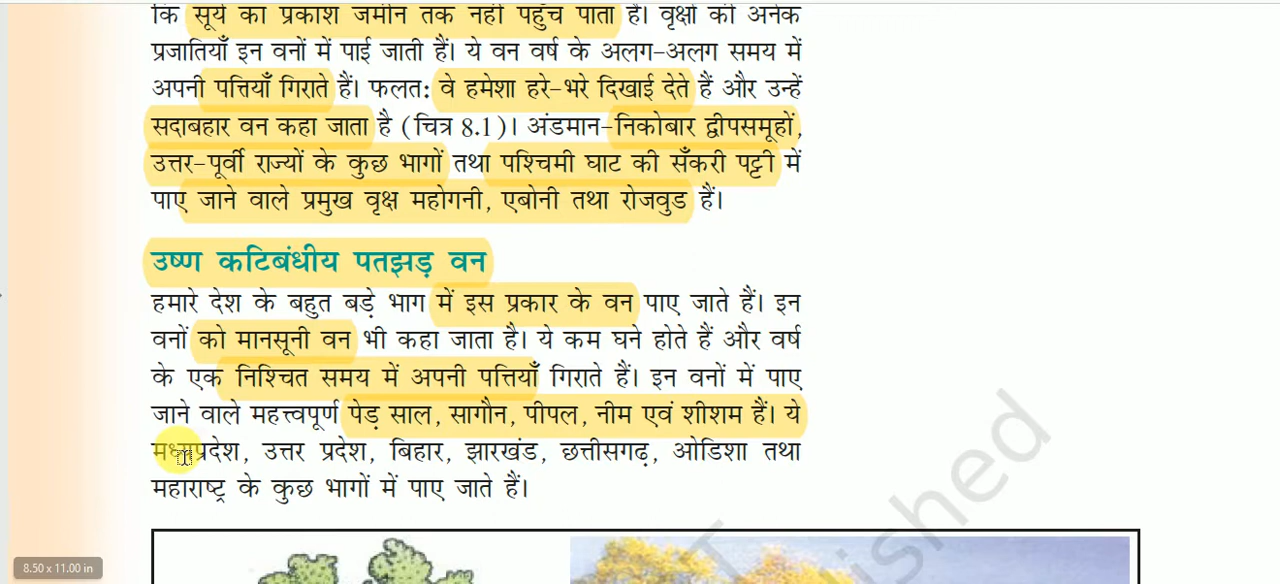 कि सूर्य का प्रकाश जमीन तक नहीं पहुँच पाता है। वृक्षों की अनेक
प्रजातियाँ इन वनों में पाई जाती हैं। ये वन वर्ष के अलग-अलग समय में
अपनी पत्तियाँ गिराते हैं। फलत: वे हमेशा हरे-भरे दिखाई देते हैं और उन्हें
सदाबहार वन कहा जाता है (चित्र 8.1)। अंडमान-निकोबार द्वीपसमूहों,
उत्तर-पूर्वी राज्यों के कुछ भागों तथा पश्चिमी घाट की सँकरी पट्टी में
पाए जाने वाले प्रमुख वृक्ष महोगनी, एबोनी तथा रोजवुड हैं।
उष्ण कटिबंधीय पतझड़ वन
हमारे देश के बहुत बड़े भाग में इस प्रकार के वन पाए जाते हैं। इन
वनों को मानसूनी वन भी कहा जाता है। ये कम घने होते हैं और वर्ष
के एक निश्चित समय में अपनी पत्तियाँ गिराते हैं। इन वनों में पाए
जाने वाले महत्त्वपूर्ण पेड़ साल, सागौन, पीपल, नीम एवं शीशम हैं। ये
मध्यप्रदेश, उत्तर प्रदेश, बिहार, झारखंड, छत्तीसगढ़, ओडिशा तथा
महाराष्ट्र के कुछ भागों में पाए जाते हैं।
8.50 x 11.00 in